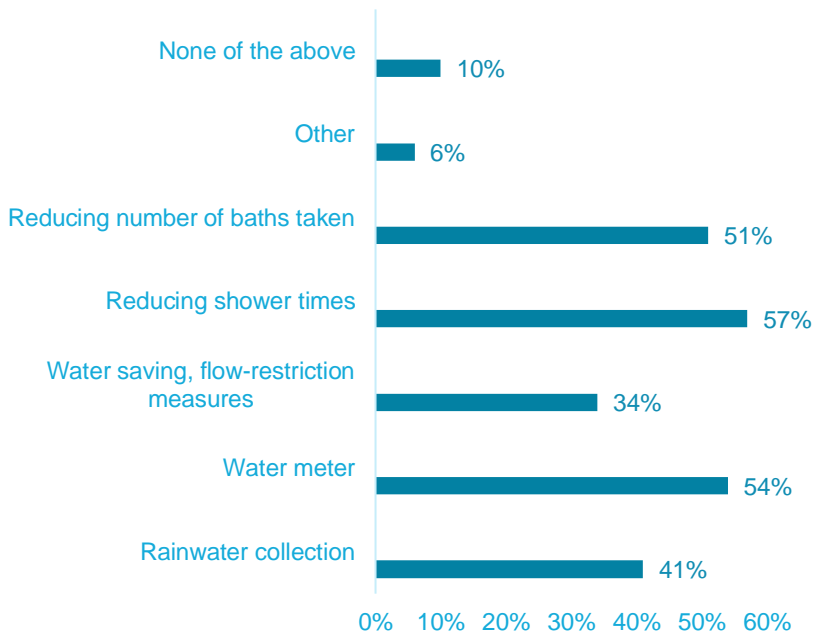 None of the above
10%
Other
6%
Reducing number of baths taken
51%
Reducing shower times
57%
Water saving, flow-restriction
measures
34%
Water meter
54%
Rainwater collection
41%
0% 10% 20% 30% 40% 50% 60%